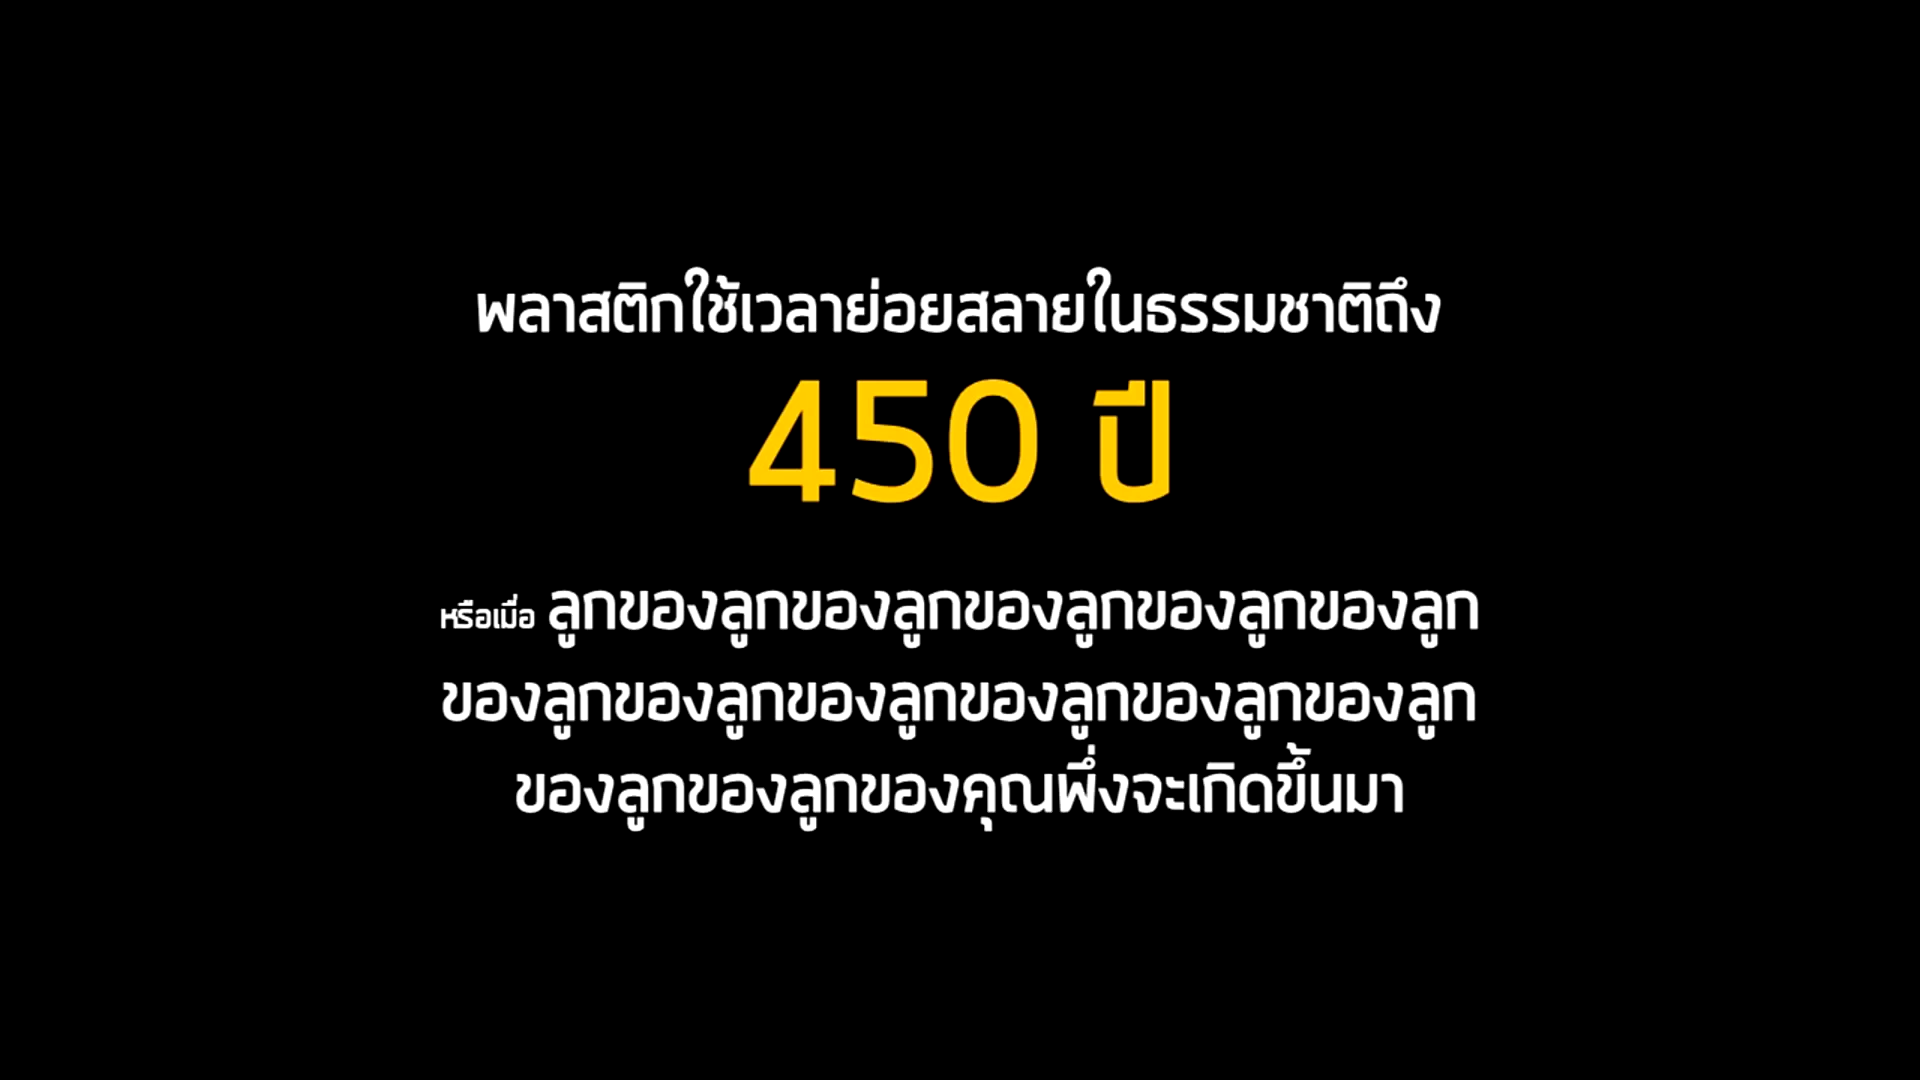 พลาสติกใช้เวลาย่อยสลายในธรรมชาติถึง
450 ปี
หรือเมื่อ ลูกของลูกของลูกของลูกของลูกของลูก
ของลูกของลูกของลูกของลูกของลูกของลูก
ของลูกของลูกของคุณพึ่งจะเกิดขึ้นมา